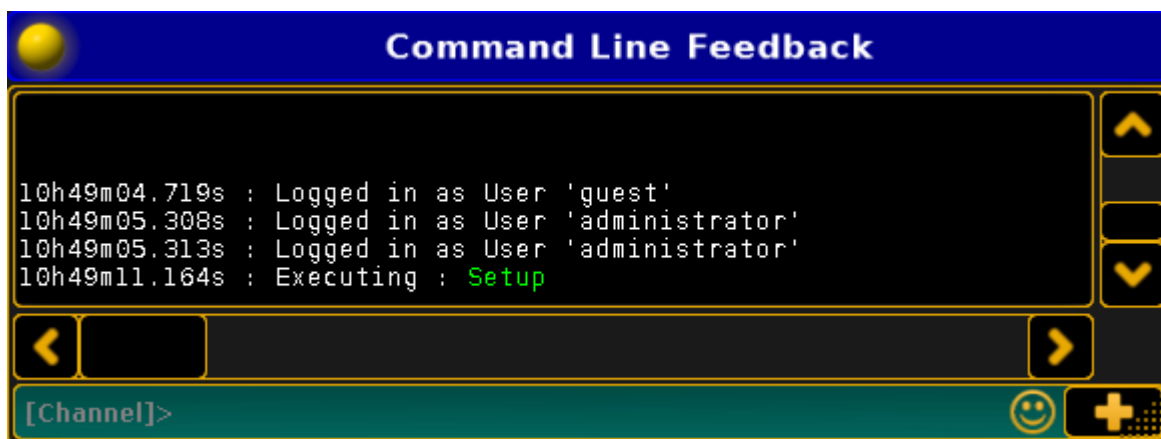 Command Line Feedback
10h49m04.719s : Logged in as User 'guest'
10h49m05.308s : Logged in as User 'administrator'
10h49m05.313s : Logged in as User 'administrator'
10h49m11.164s : Executing : Setup
[Channel]>